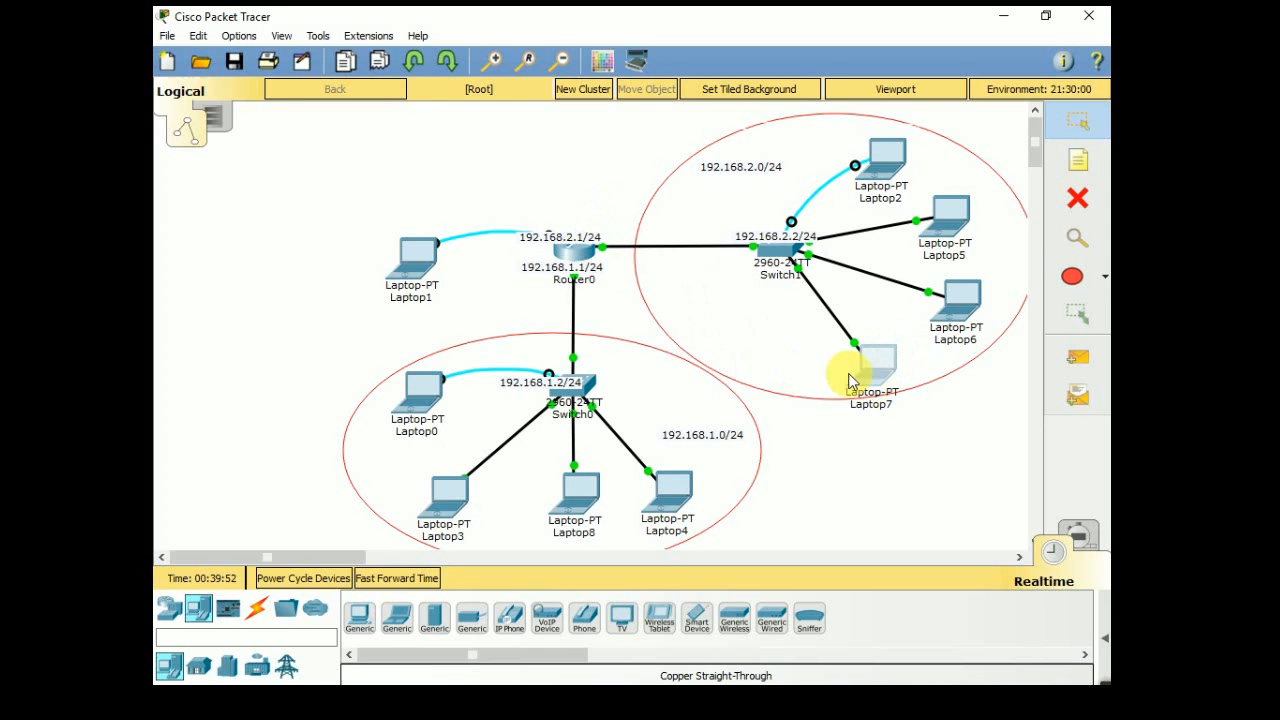 Cisco Packet Tracer
File Edit Options View Tools Extensions Help
Logical Back [Root] New Cluster Move Object Set Tiled Background Viewport Environment: 21:30:00
192.168.2.0/24
Laptop-PT
Laptop2
Laptop-PT
Laptop5
192.168.2.1/24
192.168.1.1/24
Router0
192.168.2.2/24
2960-24TT
Switch1
Laptop-PT
Laptop1
Laptop-PT
Laptop6
Laptop-PT
Laptop7
192.168.1.2/24
2960-24TT
Switch0
Laptop-PT
Laptop0
192.168.1.0/24
Laptop-PT
Laptop3
Laptop-PT
Laptop8
Laptop-PT
Laptop4
Time: 00:39:52 Power Cycle Devices Fast Forward Time Realtime
Generic Generic Generic Generic IP Phone VoIP Device Phone TV Wireless Tablet Smart Device Generic Wireless Generic Wired Sniffer
Copper Straight-Through